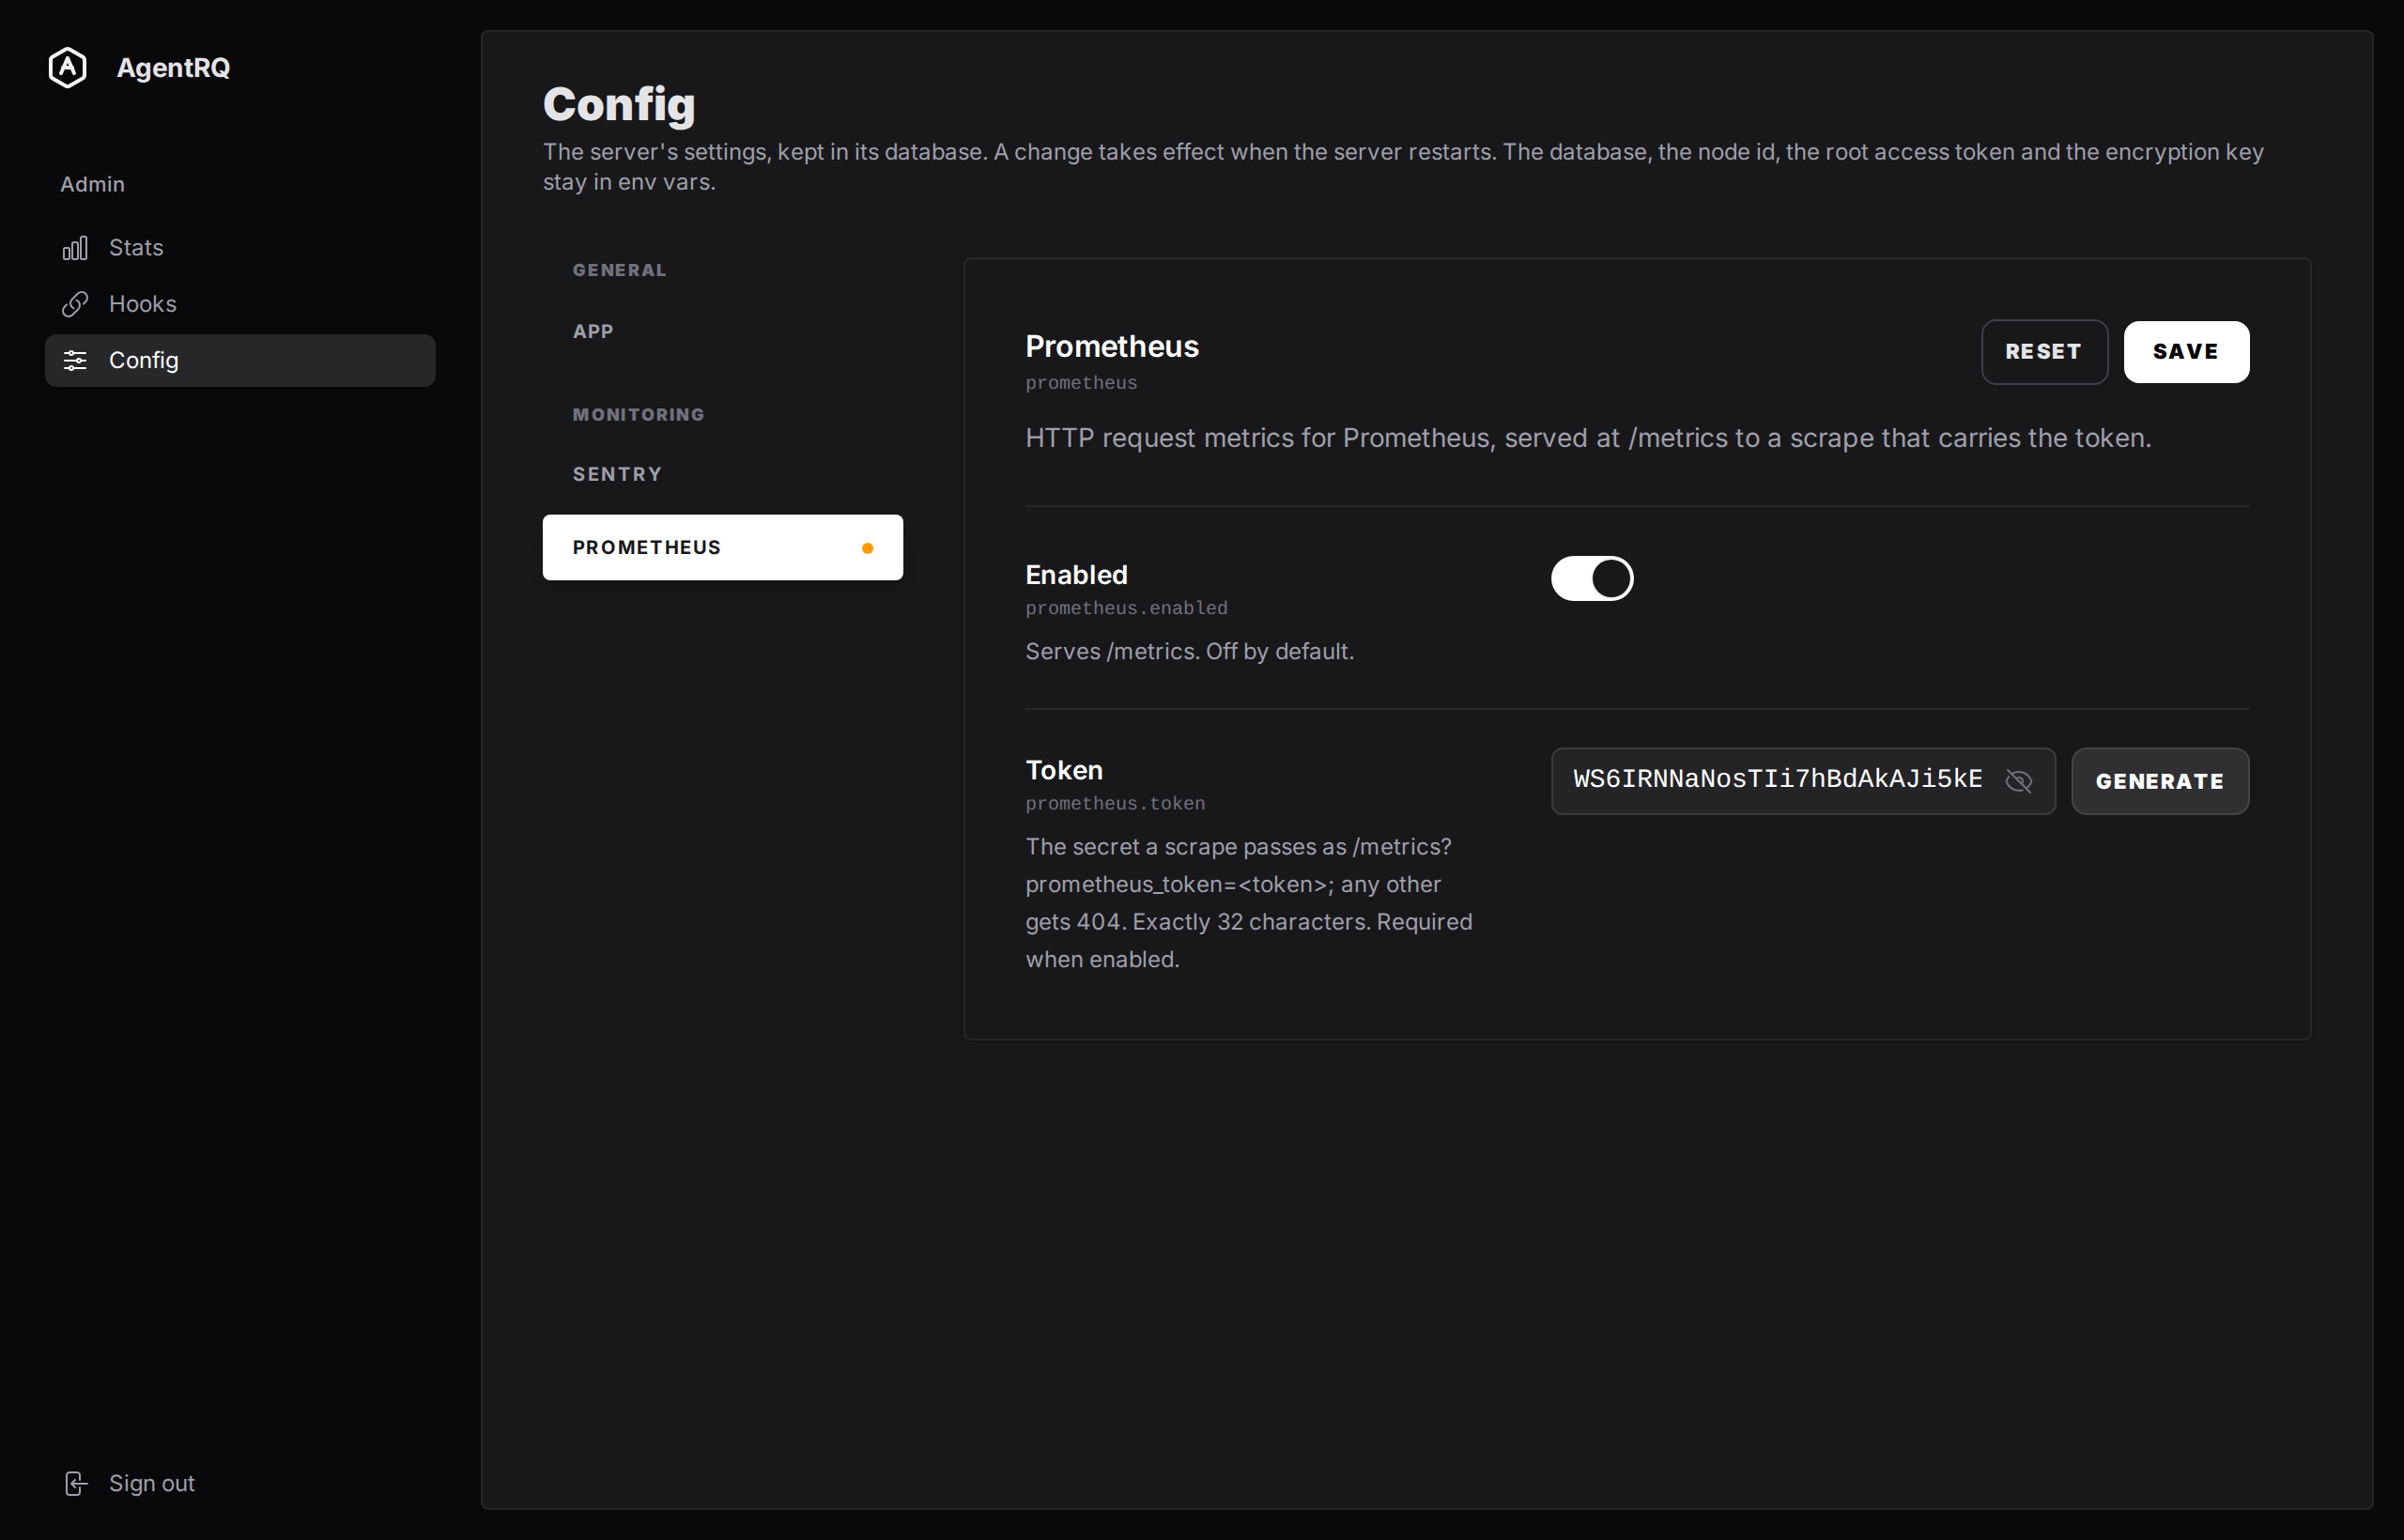 AgentRQ
Admin
Stats
Hooks
Config
Sign out
Config
The server's settings, kept in its database. A change takes effect when the server restarts. The database, the node id, the root access token and the encryption key
stay in env vars.
GENERAL
APP
MONITORING
SENTRY
PROMETHEUS
Prometheus
prometheus
RESET
SAVE
HTTP request metrics for Prometheus, served at /metrics to a scrape that carries the token.
Enabled
prometheus.enabled
Serves /metrics. Off by default.
Token
prometheus.token
The secret a scrape passes as /metrics?
prometheus_token=<token>; any other
gets 404. Exactly 32 characters. Required
when enabled.
WS6IRNNaNosTIi7hBdAkAJi5kE
GENERATE